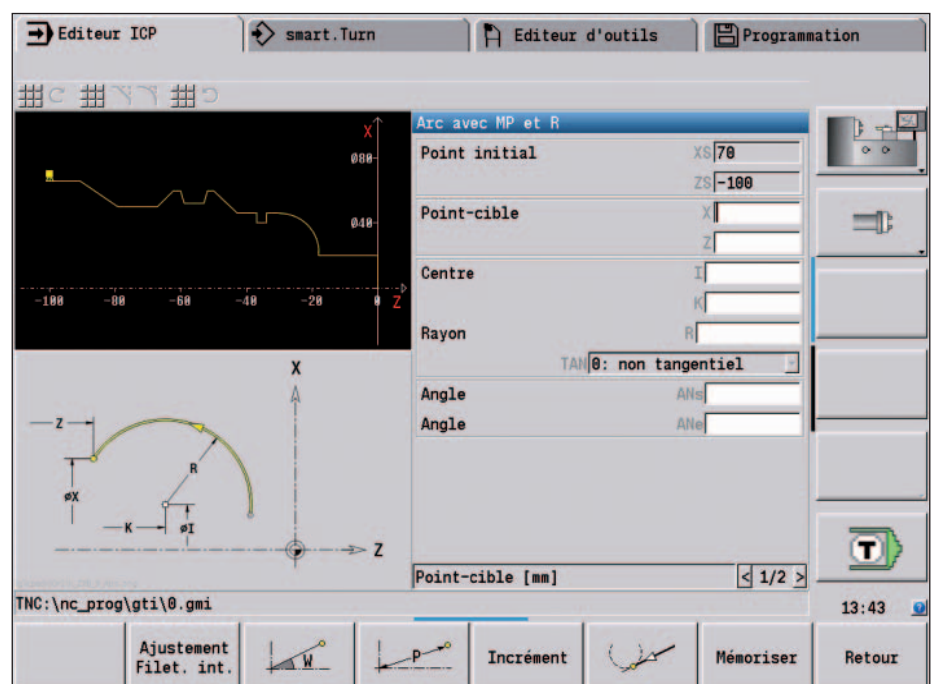 Editeur ICP
smart.Turn
Editeur d'outils
Programmation
Arc avec MP et R
X
Ø80
Ø40
-100 -80 -60 -40 -20 0 Z
Point initial XS 70
ZS -100
Point-cible X
Z
Centre I
K
Rayon R
TAN 0: non tangentiel
Angle ANs
Angle ANe
X
Z
R
øX
K
øI
Z
T
Point-cible [mm] < 1/2 >
TNC:\nc_prog\gti\0.gmi
13:43
Ajustement
Filet. int.
W
P
Incrément
Mémoriser
Retour